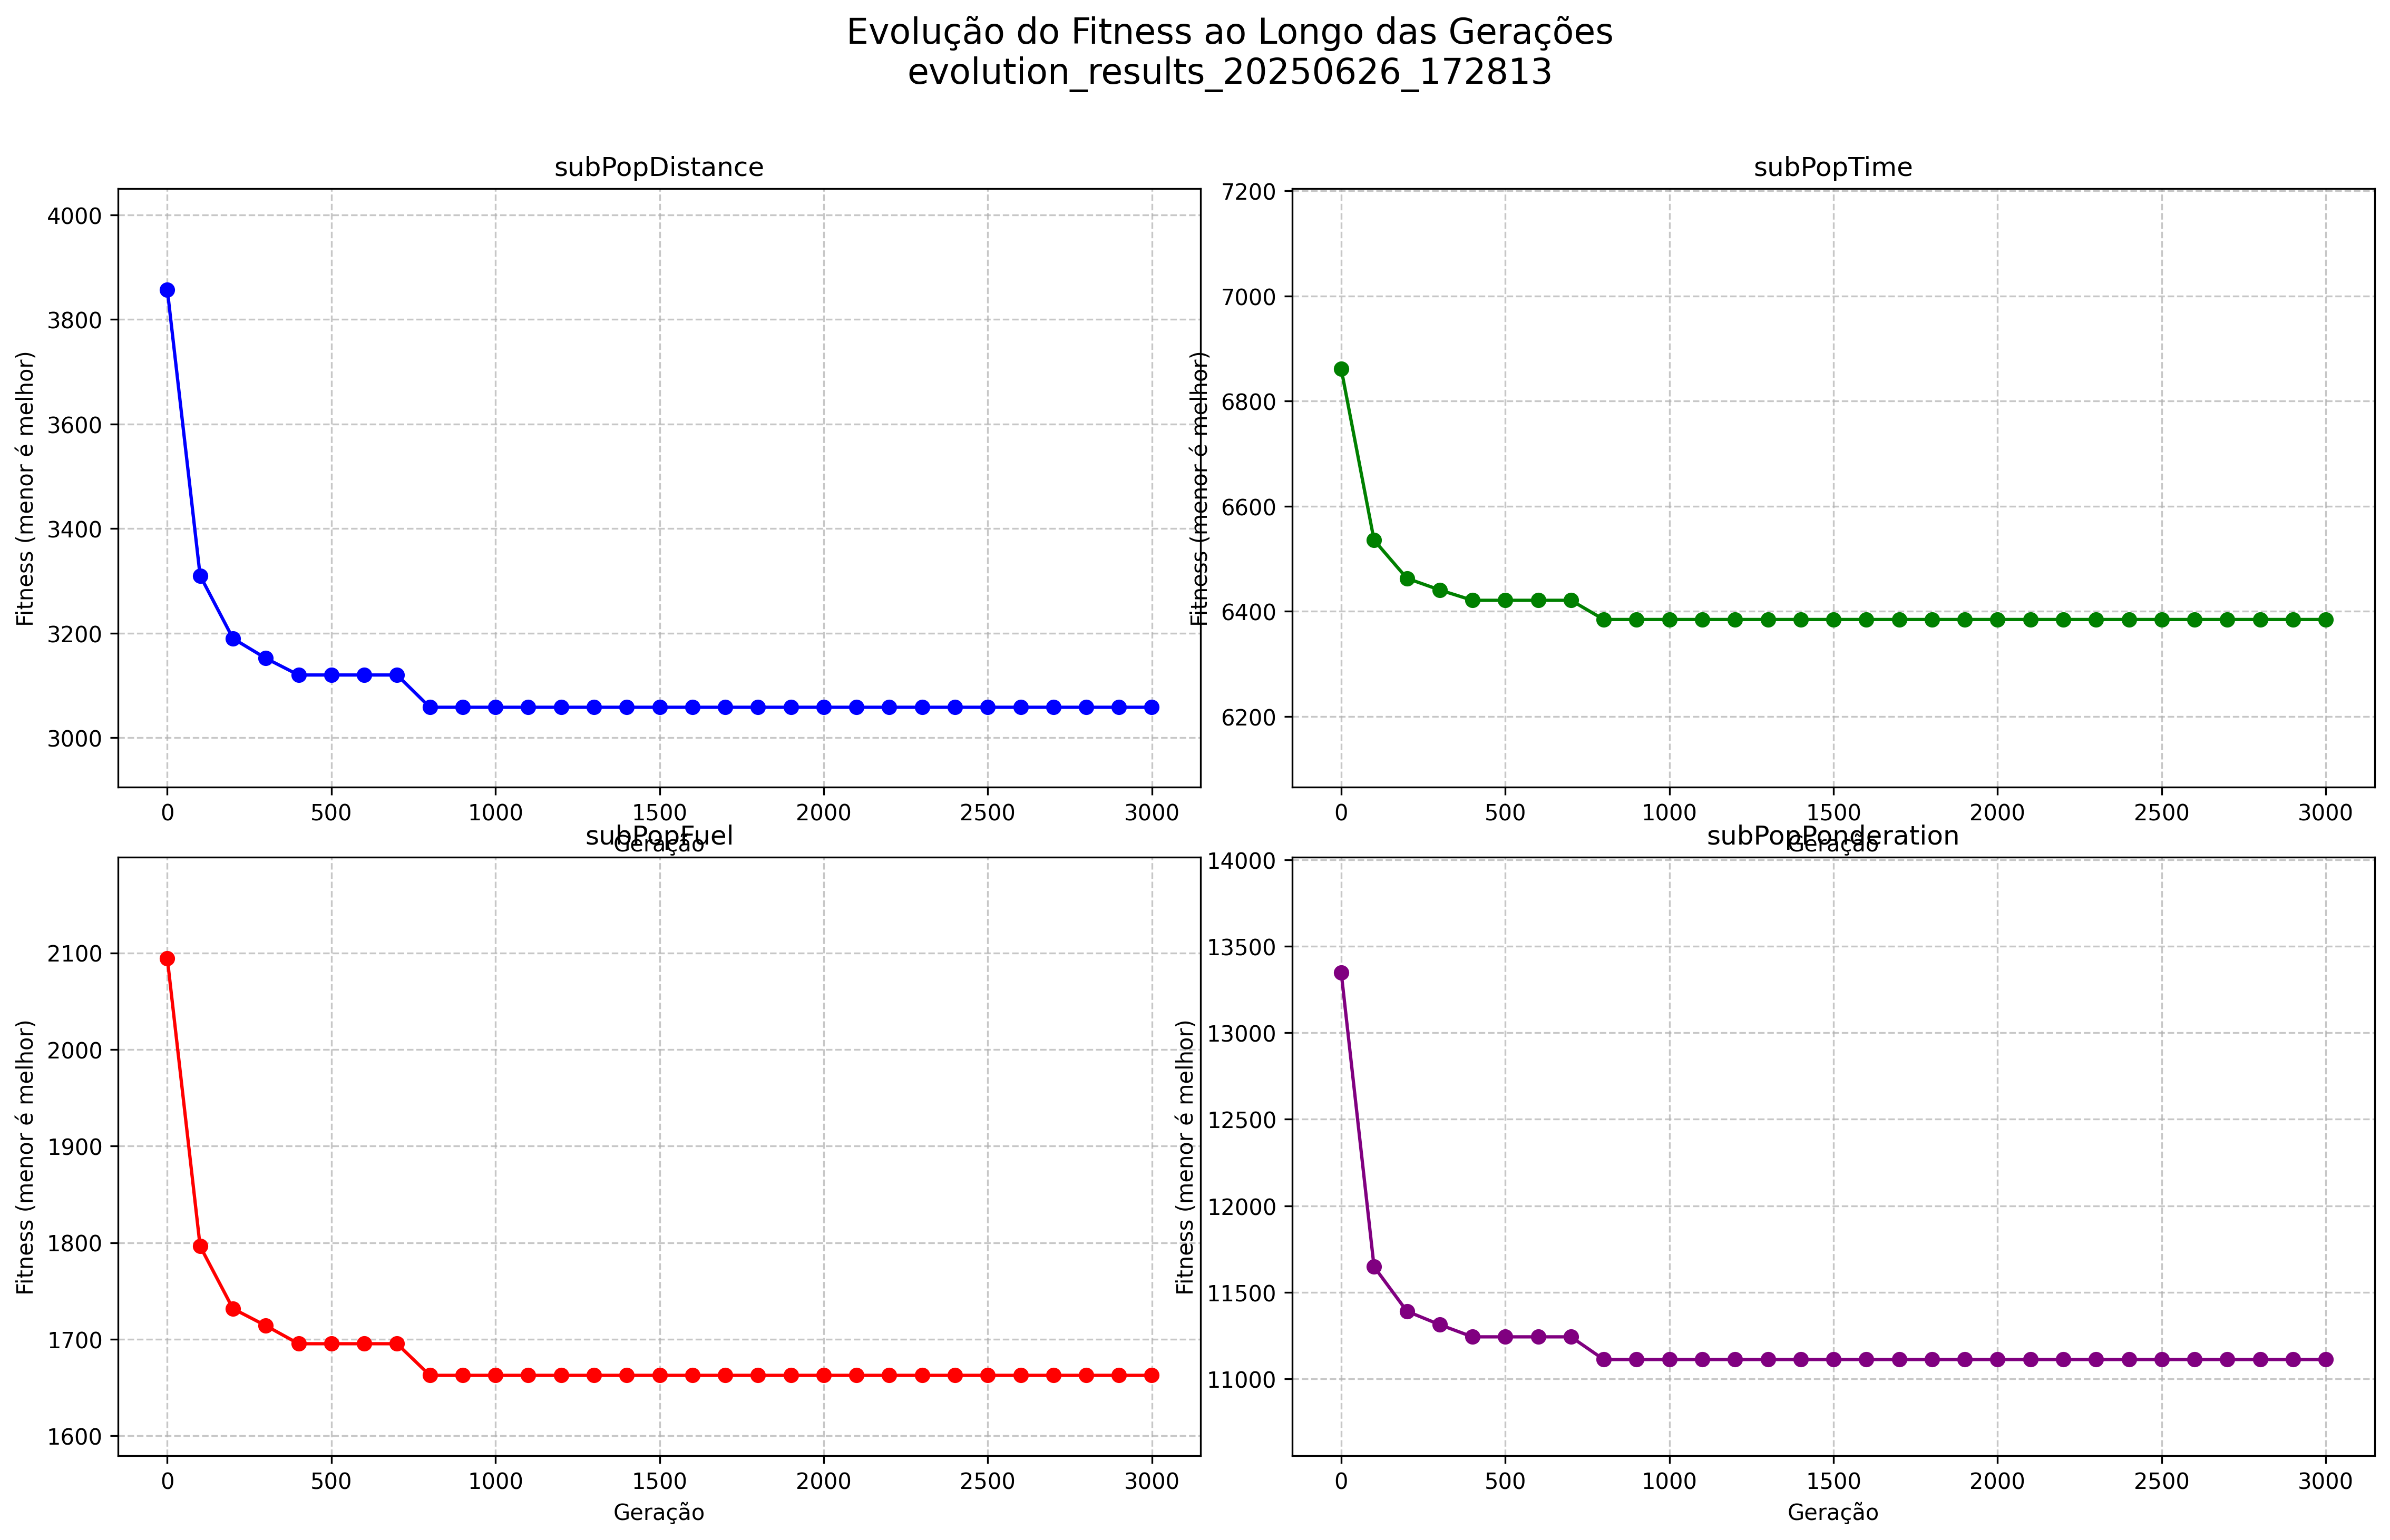 Evolução do Fitness ao Longo das Gerações
evolution_results_20250626_172813
subPopDistance
Fitness (menor é melhor)
4000
3800
3600
3400
3200
3000
0 500 1000 1500 2000 2500 3000
Geração
subPopTime
Fitness (menor é melhor)
7200
7000
6800
6600
6400
6200
0 500 1000 1500 2000 2500 3000
Geração
subPopFuel
Fitness (menor é melhor)
2100
2000
1900
1800
1700
1600
0 500 1000 1500 2000 2500 3000
Geração
subPopPonderation
Fitness (menor é melhor)
14000
13500
13000
12500
12000
11500
11000
0 500 1000 1500 2000 2500 3000
Geração